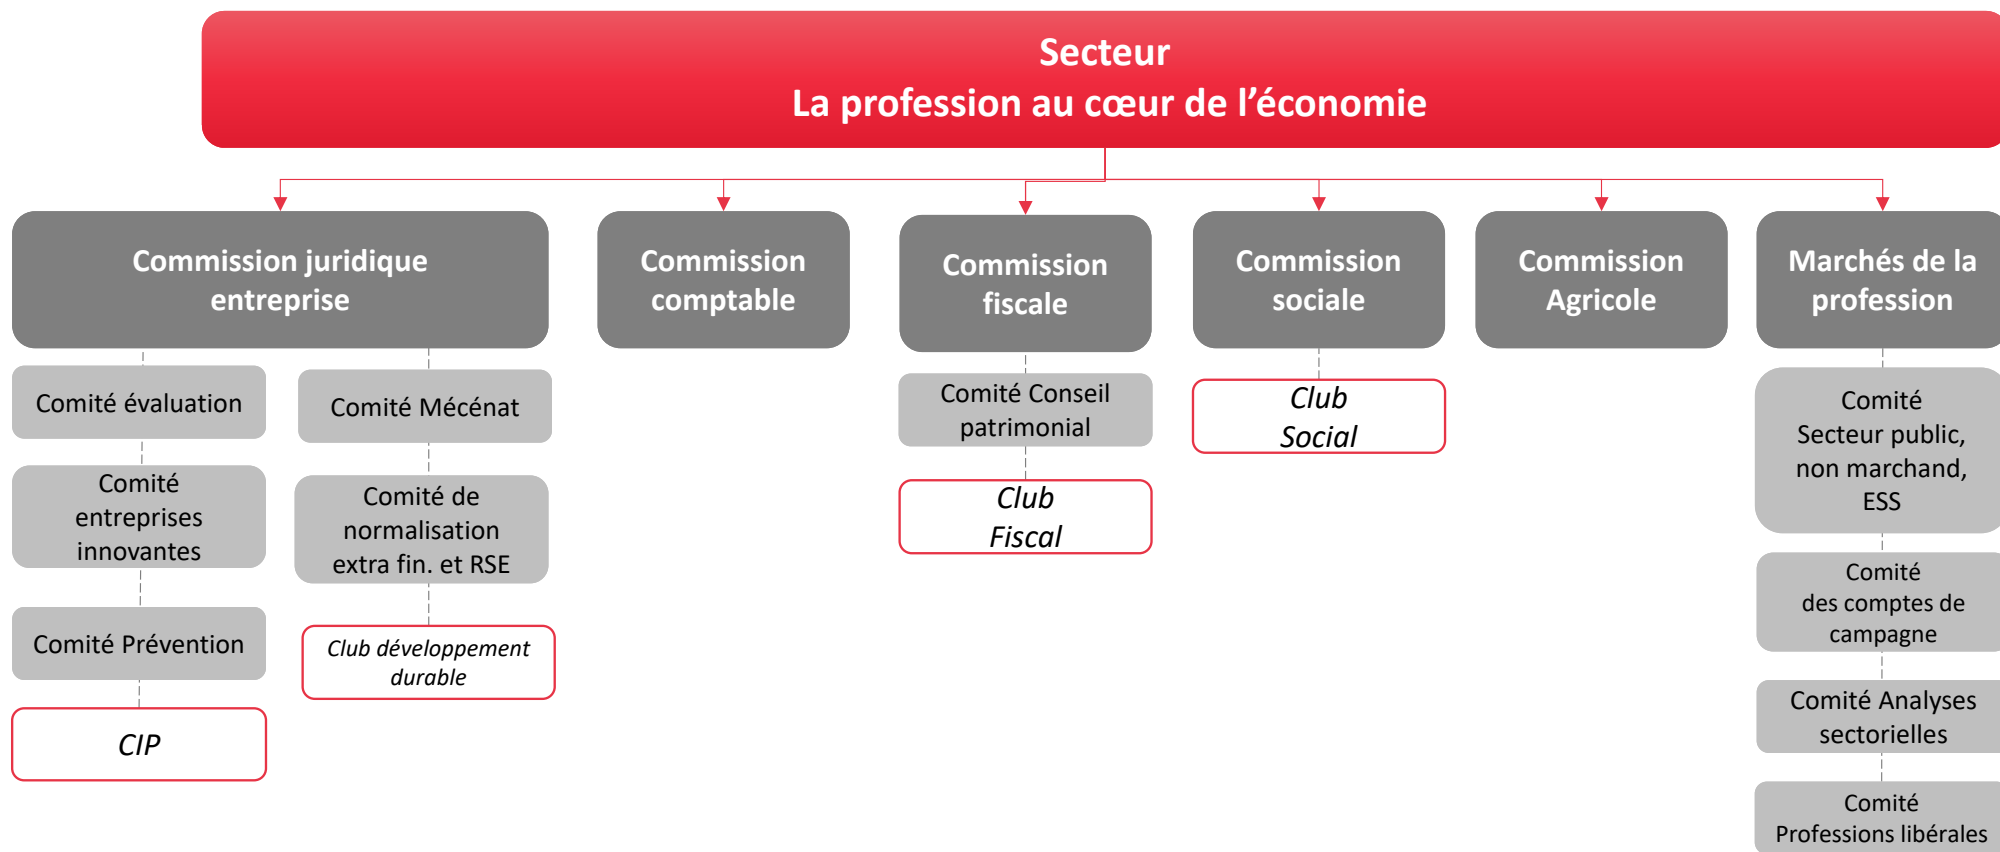 Secteur
La profession au cœur de l’économie
Commission juridique
entreprise
Commission
comptable
Commission
fiscale
Commission
sociale
Commission
Agricole
Marchés de la
profession
Comité évaluation
Comité
entreprises
innovantes
Comité Prévention
CIP
Comité Mécénat
Comité de
normalisation
extra fin. et RSE
Club développement
durable
Comité Conseil
patrimonial
Club
Fiscal
Club
Social
Comité
Secteur public,
non marchand,
ESS
Comité
des comptes de
campagne
Comité Analyses
sectorielles
Comité
Professions libérales